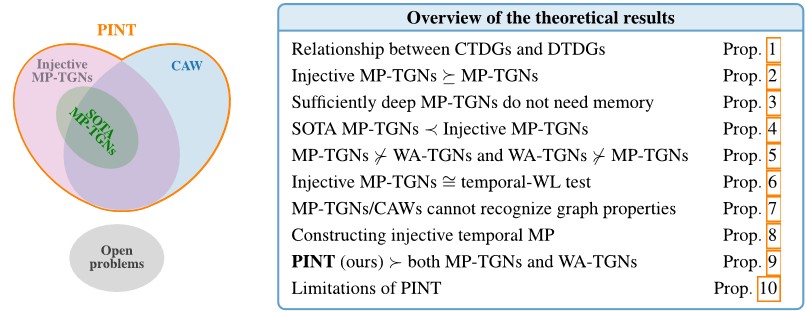 PINT
Injective
MP-TGNs
CAW
SOTA
MP-TGNs
Open
problems
Overview of the theoretical results
Relationship between CTDGs and DTDGs Prop. 1
Injective MP-TGNs ⪰ MP-TGNs Prop. 2
Sufficiently deep MP-TGNs do not need memory Prop. 3
SOTA MP-TGNs ≺ Injective MP-TGNs Prop. 4
MP-TGNs ⊁ WA-TGNs and WA-TGNs ⊁ MP-TGNs Prop. 5
Injective MP-TGNs ≅ temporal-WL test Prop. 6
MP-TGNs/CAWs cannot recognize graph properties Prop. 7
Constructing injective temporal MP Prop. 8
PINT (ours) ≻ both MP-TGNs and WA-TGNs Prop. 9
Limitations of PINT Prop. 10